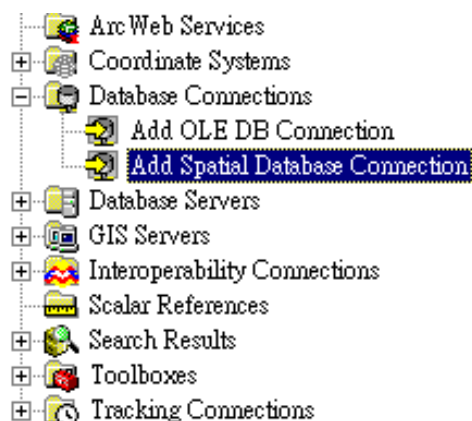 ArcWeb Services
Coordinate Systems
Database Connections
Add OLE DB Connection
Add Spatial Database Connection
Database Servers
GIS Servers
Interoperability Connections
Scalar References
Search Results
Toolboxes
Tracking Connections